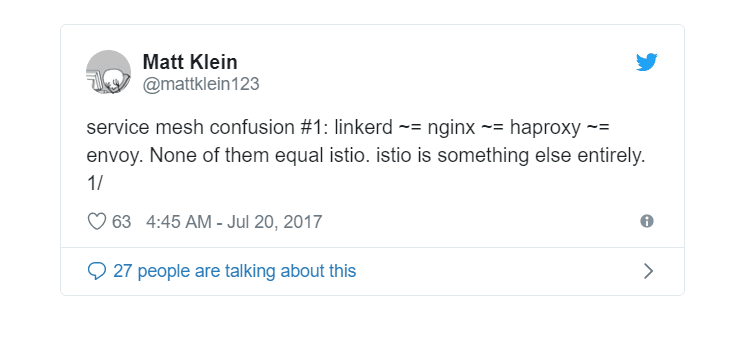 Matt Klein
@mattklein123
service mesh confusion #1: linkerd ~= nginx ~= haproxy ~=
envoy. None of them equal istio. istio is something else entirely.
1/
63 4:45 AM - Jul 20, 2017
27 people are talking about this